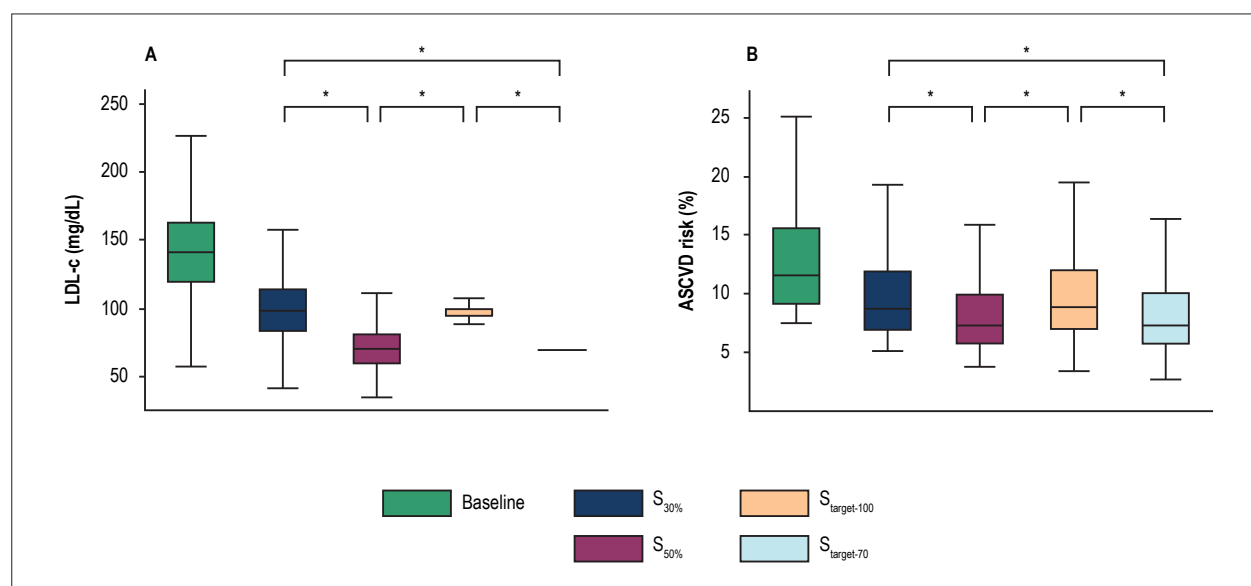 A
*
* * *
LDL-c (mg/dL)
250
200
150
100
50
B
*
* * *
ASCVD risk (%)
25
20
15
10
5
Baseline
S30%
Starget-100
S50%
Starget-70